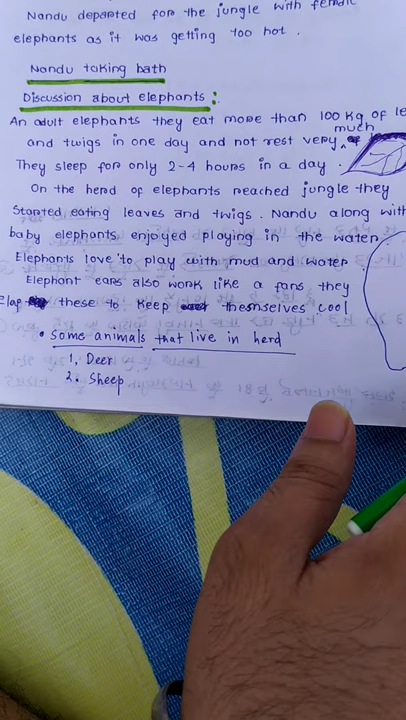 Nandu departed for the jungle with female
elephants as it was getting too hot.
Nandu taking bath
Discussion about elephants:
An adult elephants they eat more than 100 Kg of le
and twigs in one day and not rest very much
They sleep for only 2-4 hours in a day.
On the herd of elephants reached jungle they
Started eating leaves and twigs. Nandu along with
baby elephants enjoyed playing in the water
Elephants love to play with mud and water.
Elephant ears also work like a fans they
flap these to keep themselves cool
• Some animals that live in herd
1, Deer
2. Sheep